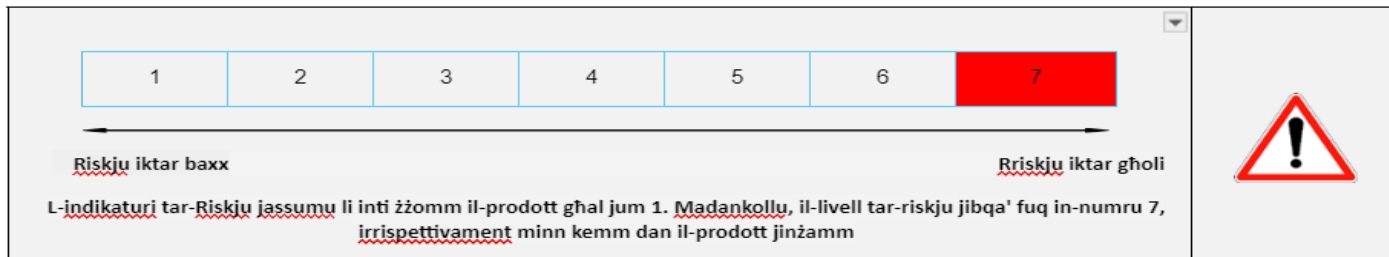 1 2 3 4 5 6 7
Riskju iktar baxx Rriskju iktar għoli
L-indikaturi tar-Riskju jassumu li inti żżomm il-prodott għal jum 1. Madankollu, il-livell tar-riskju jibqa' fuq in-numru 7,
irrispettivament minn kemm dan il-prodott jinżamm